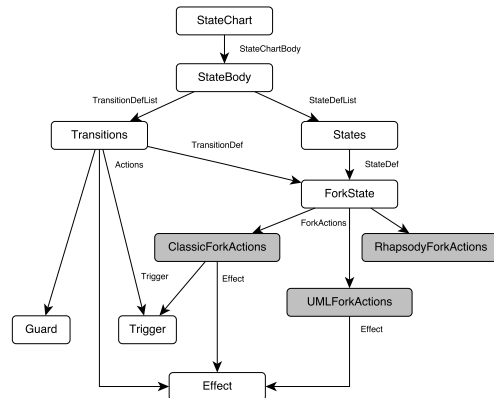 StateChart
StateChartBody
StateBody
TransitionDefList
StateDefList
Transitions
States
TransitionDef
Actions
StateDef
ForkState
ForkActions
ClassicForkActions
RhapsodyForkActions
Trigger
Effect
UMLForkActions
Guard
Trigger
Effect
Effect